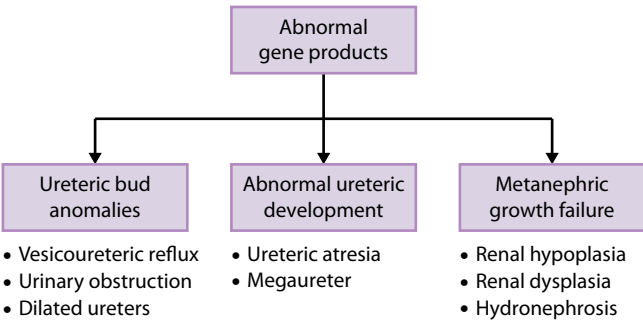 Abnormal
gene products
Ureteric bud
anomalies
• Vesicoureteric reflux
• Urinary obstruction
• Dilated ureters
Abnormal ureteric
development
• Ureteric atresia
• Megaureter
Metanephric
growth failure
• Renal hypoplasia
• Renal dysplasia
• Hydronephrosis